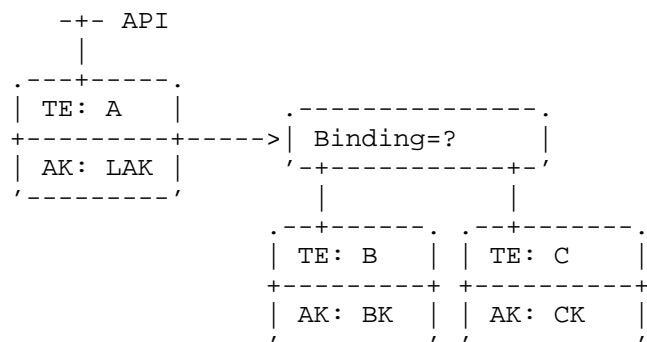 API
TE: A
Binding=?
AK: LAK
TE: B TE: C
AK: BK AK: CK